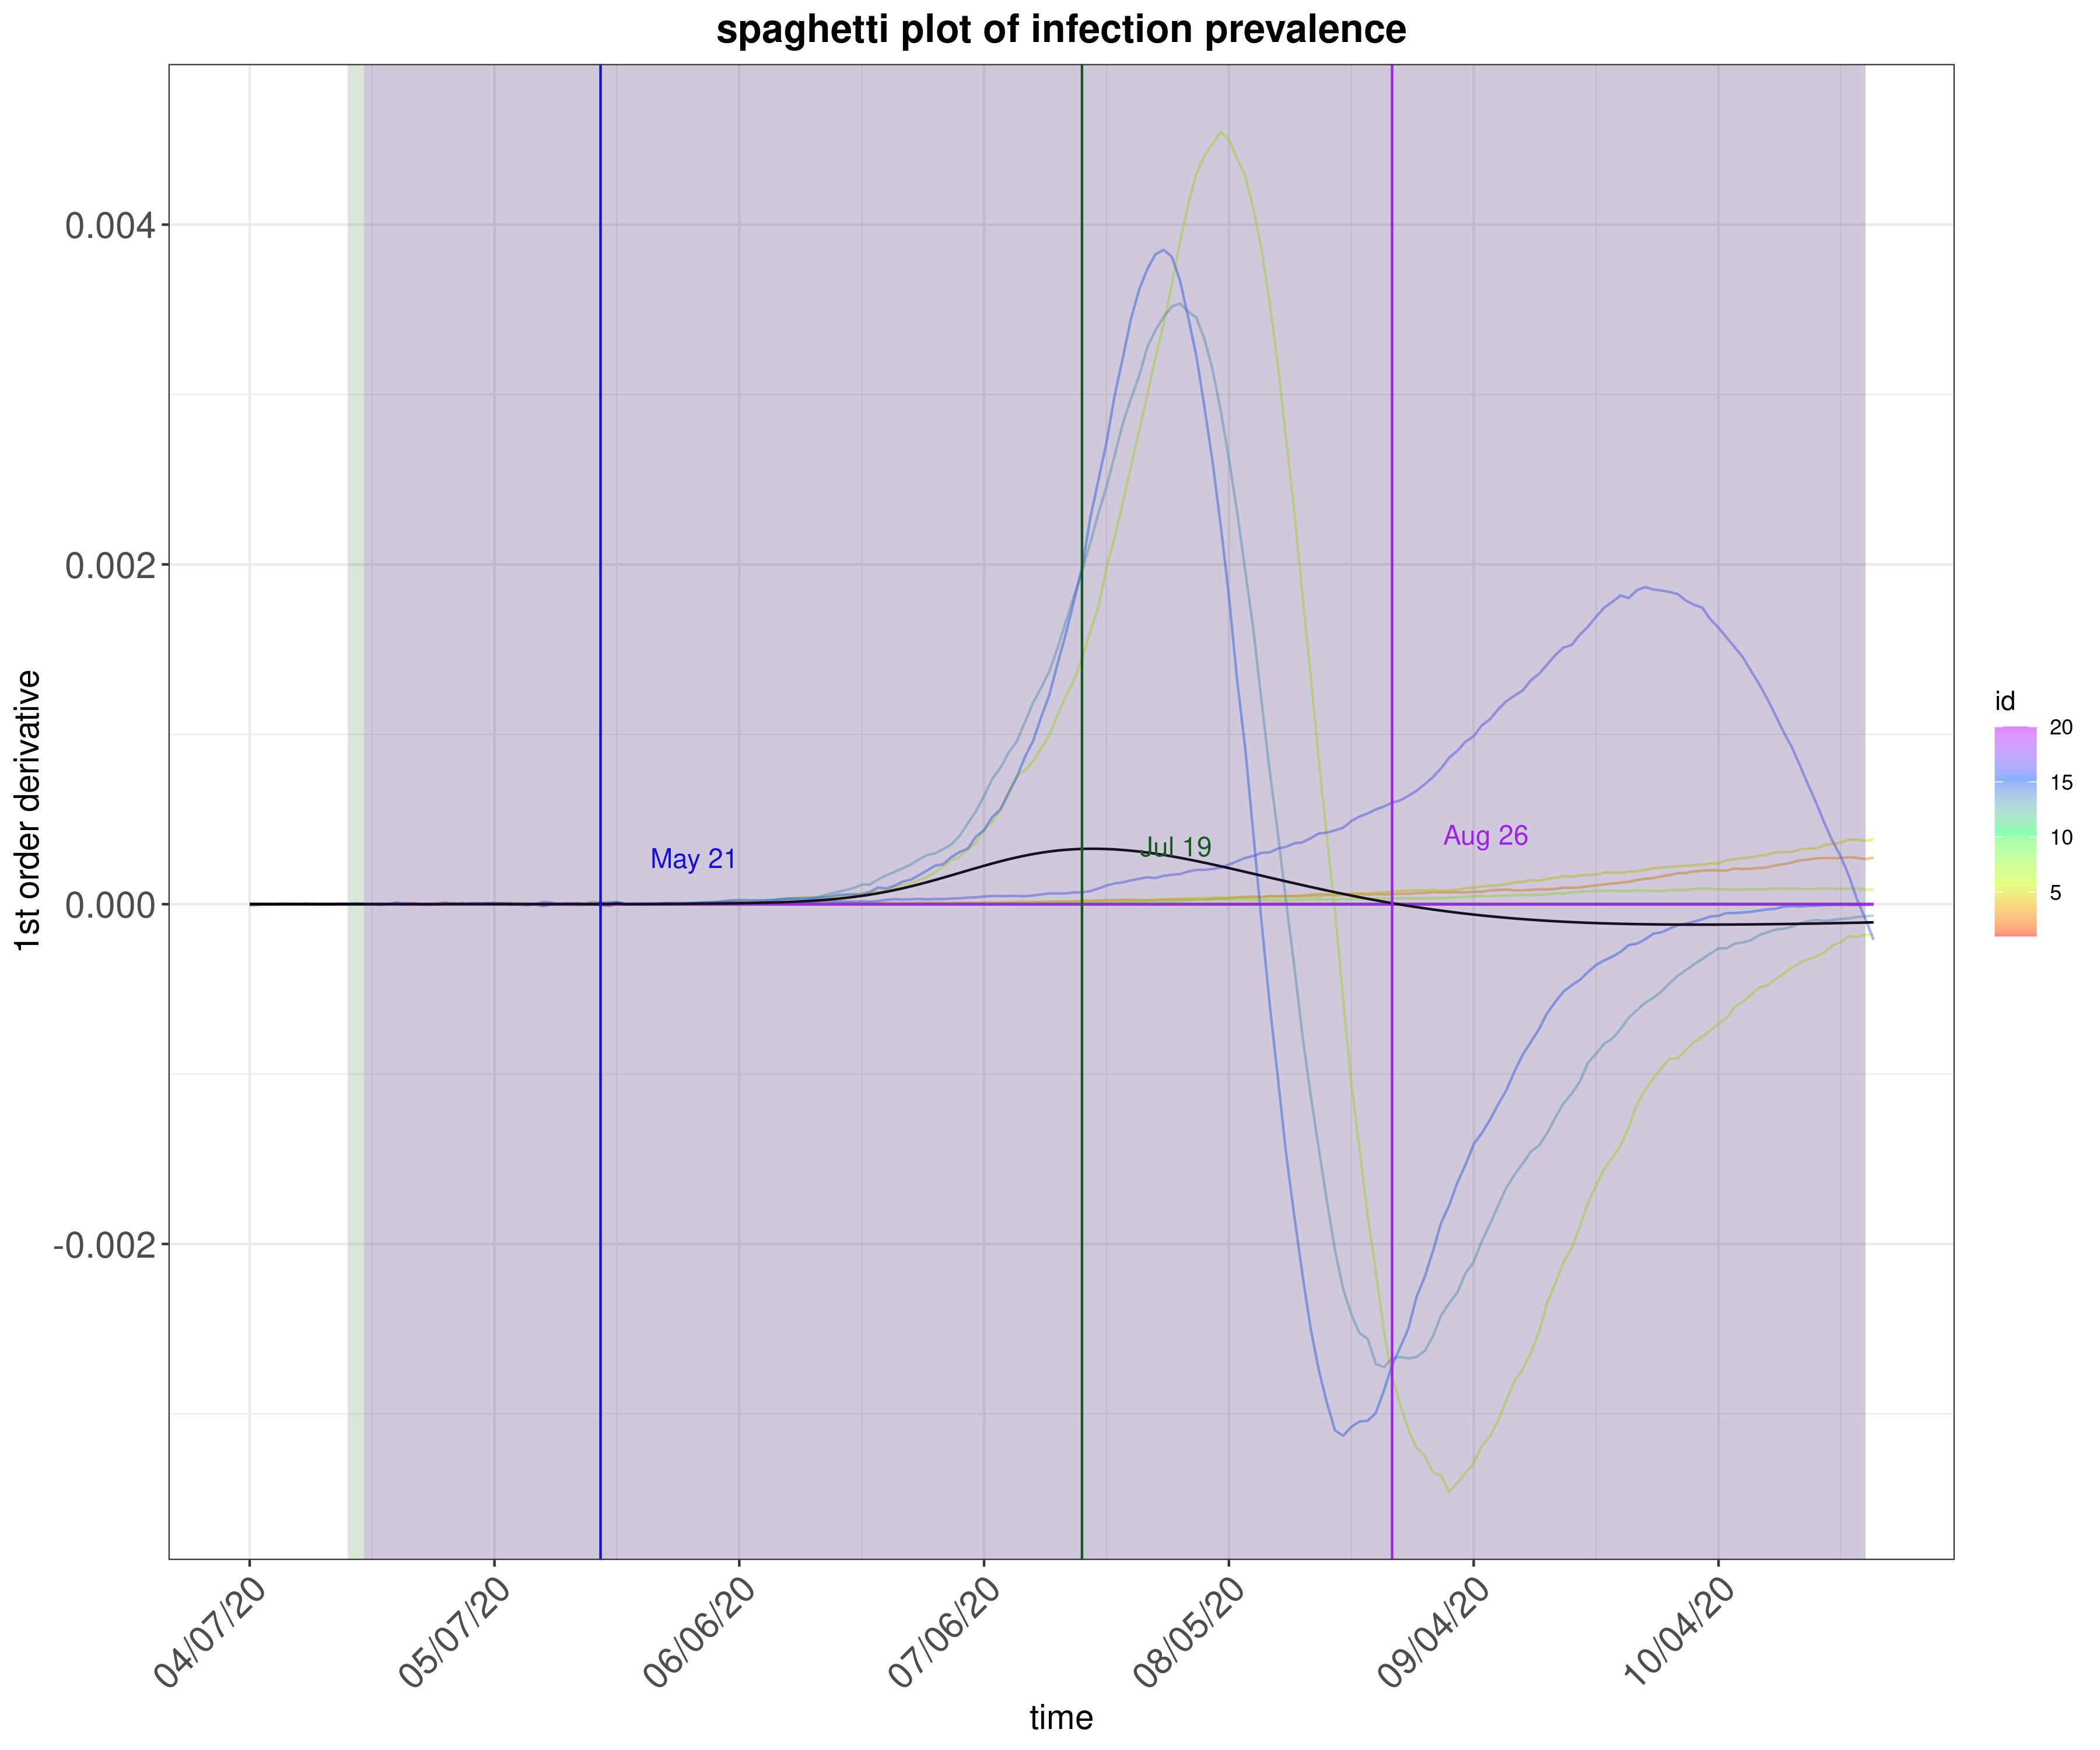 spaghetti plot of infection prevalence
1st order derivative
0.004
0.002
0.000
-0.002
May 21
Jul 19
Aug 26
04/07/20
05/07/20
06/06/20
07/06/20
08/05/20
09/04/20
10/04/20
time
id
20
15
10
5